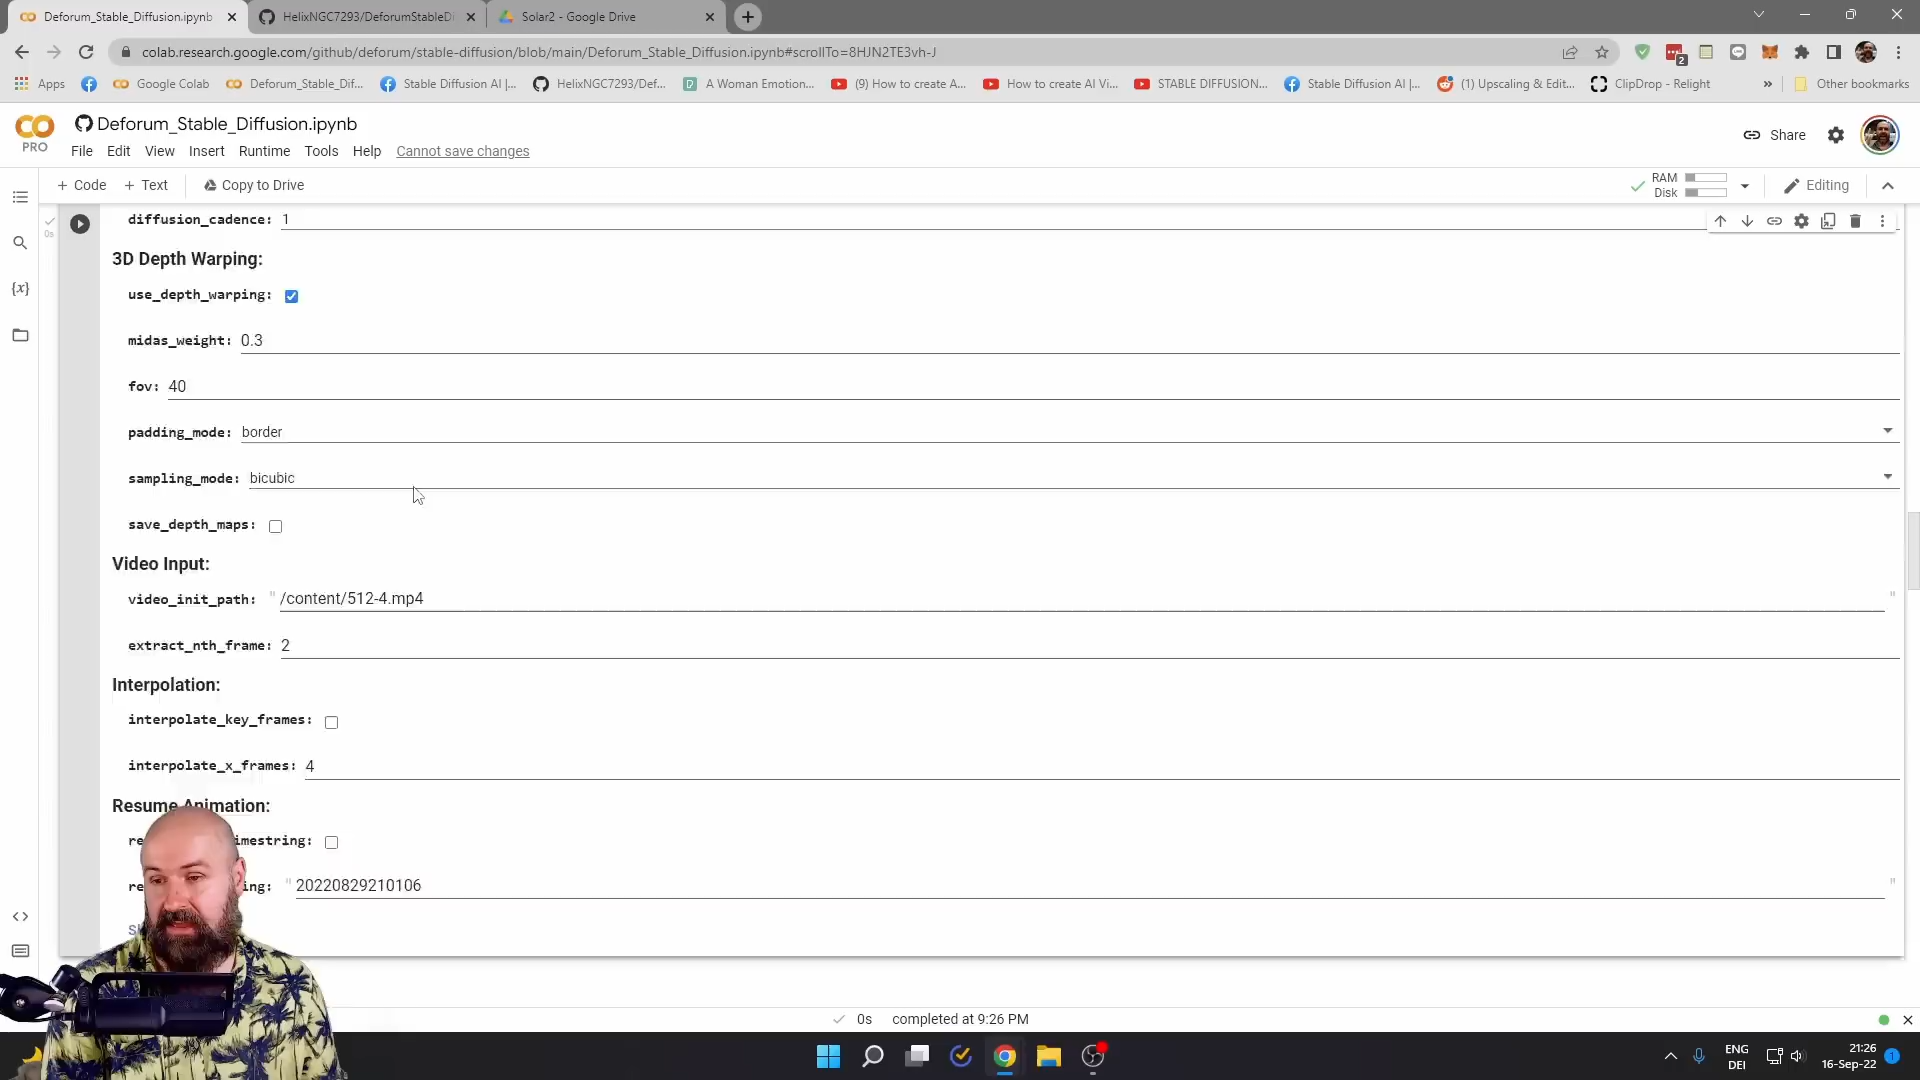 Deforum_Stable_Diffusion.ipynb
HelixNGC7293/DeforumStableDi
Solar2 - Google Drive
colab.research.google.com/github/deforum/stable-diffusion/blob/main/Deforum_Stable_Diffusion.ipynb#scrollTo=8HJN2TE3vh-J
2
Apps
Google Colab
Deforum_Stable_Dif...
Stable Diffusion AI |...
HelixNGC7293/Def...
A Woman Emotion...
(9) How to create A...
How to create AI Vi...
STABLE DIFFUSION...
Stable Diffusion AI |...
(1) Upscaling & Edit...
ClipDrop - Relight
»
Other bookmarks
PRO
Deforum_Stable_Diffusion.ipynb
File Edit View Insert Runtime Tools Help Cannot save changes
Share
+ Code + Text Copy to Drive
RAM
Disk
Editing
{x}
0s
diffusion_cadence: 1
3D Depth Warping:
use_depth_warping:
midas_weight: 0.3
fov: 40
padding_mode: border
sampling_mode: bicubic
save_depth_maps:
Video Input:
video_init_path: " /content/512-4.mp4 "
extract_nth_frame: 2
Interpolation:
interpolate_key_frames:
interpolate_x_frames: 4
Resume Animation:
re imestring:
re ing: " 20220829210106 "
0s completed at 9:26 PM
ENG
DEI
21:26
16-Sep-22
1